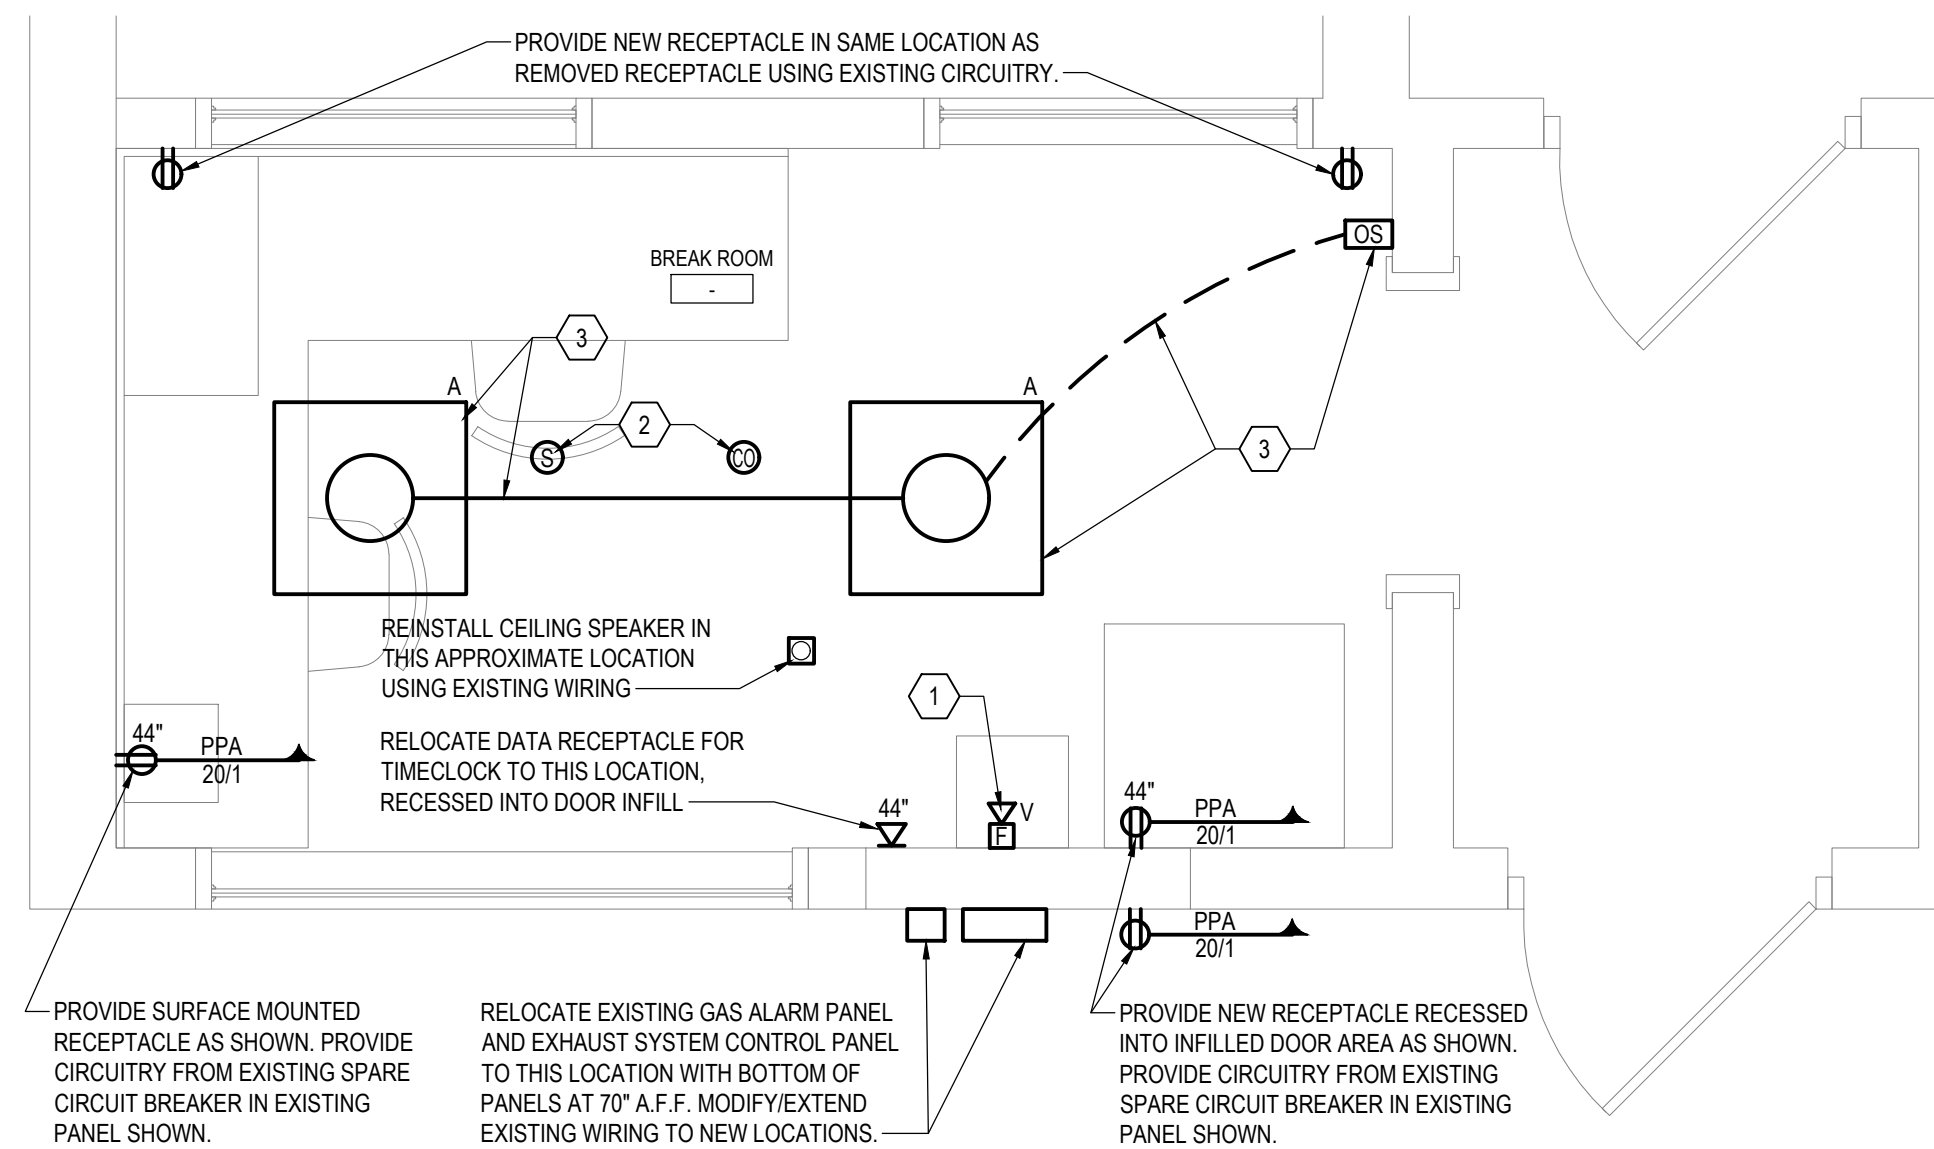 PROVIDE NEW RECEPTACLE IN SAME LOCATION AS
REMOVED RECEPTACLE USING EXISTING CIRCUITRY.
OS
BREAK ROOM
-
3
A
A
2
S
CO
3
REINSTALL CEILING SPEAKER IN
THIS APPROXIMATE LOCATION
USING EXISTING WIRING
1
44"
PPA
20/1
RELOCATE DATA RECEPTACLE FOR
TIMECLOCK TO THIS LOCATION,
RECESSED INTO DOOR INFILL
44"
V
F
44"
PPA
20/1
PPA
20/1
PROVIDE SURFACE MOUNTED
RECEPTACLE AS SHOWN. PROVIDE
CIRCUITRY FROM EXISTING SPARE
CIRCUIT BREAKER IN EXISTING
PANEL SHOWN.
RELOCATE EXISTING GAS ALARM PANEL
AND EXHAUST SYSTEM CONTROL PANEL
TO THIS LOCATION WITH BOTTOM OF
PANELS AT 70" A.F.F. MODIFY/EXTEND
EXISTING WIRING TO NEW LOCATIONS.
PROVIDE NEW RECEPTACLE RECESSED
INTO INFILLED DOOR AREA AS SHOWN.
PROVIDE CIRCUITRY FROM EXISTING
SPARE CIRCUIT BREAKER IN EXISTING
PANEL SHOWN.